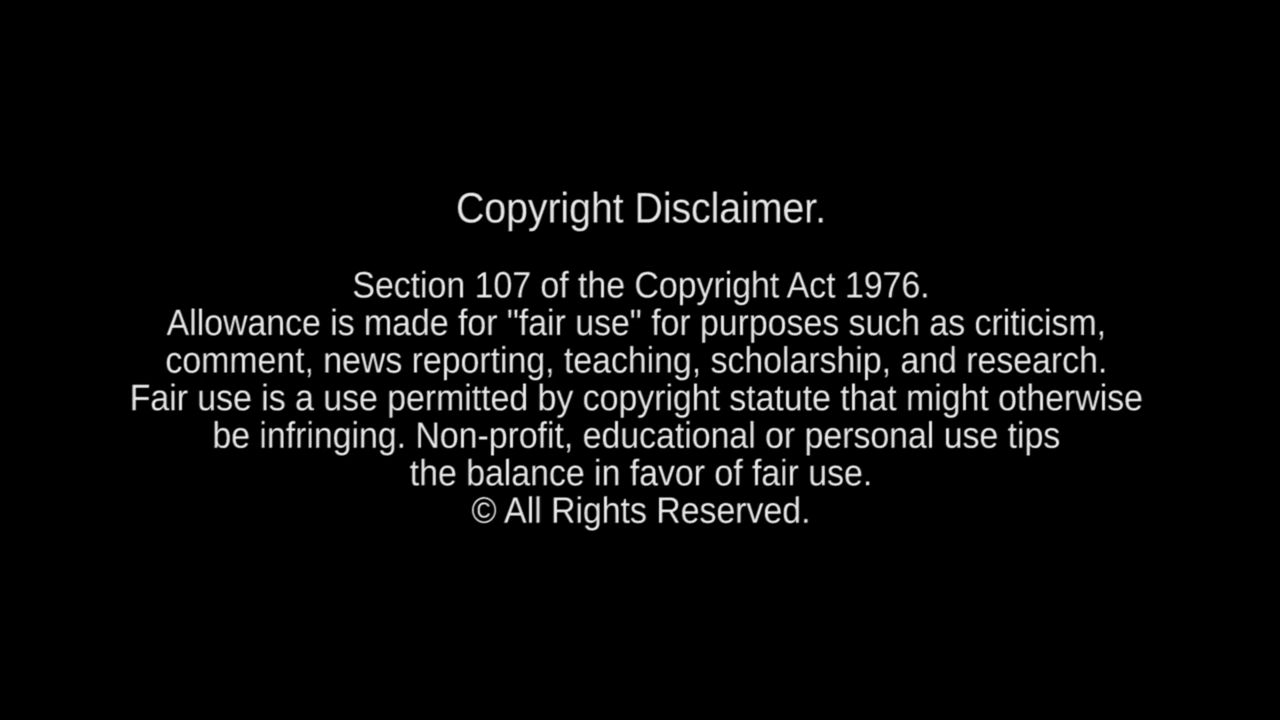 Copyright Disclaimer.
Section 107 of the Copyright Act 1976.
Allowance is made for "fair use" for purposes such as criticism,
comment, news reporting, teaching, scholarship, and research.
Fair use is a use permitted by copyright statute that might otherwise
be infringing. Non-profit, educational or personal use tips
the balance in favor of fair use.
© All Rights Reserved.